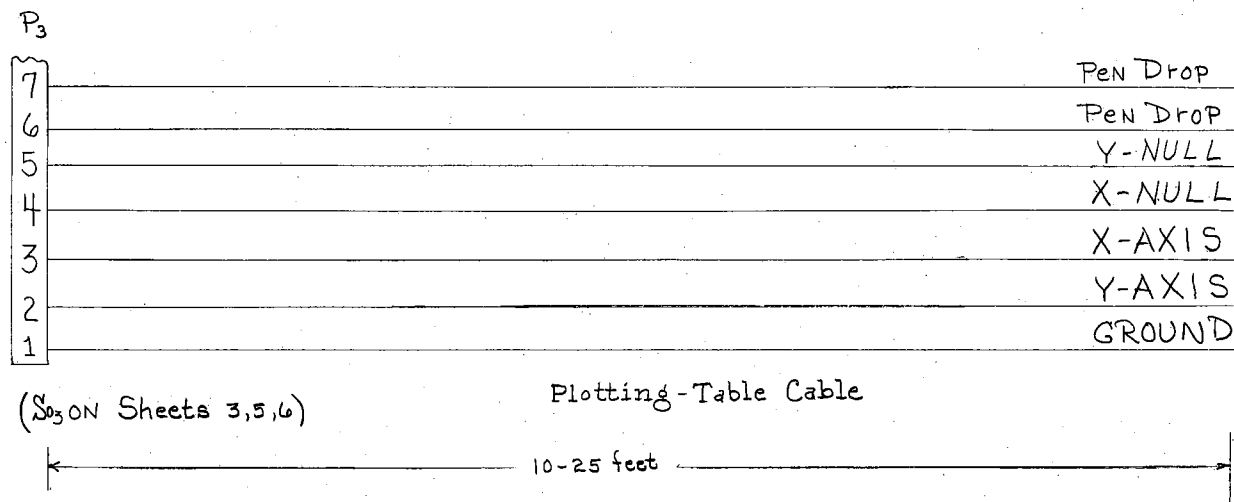 P3
7 Pen Drop
6 Pen Drop
5 Y-NULL
4 X-NULL
3 X-AXIS
2 Y-AXIS
1 GROUND
(So3 ON Sheets 3,5,6)
Plotting-Table Cable
10-25 feet